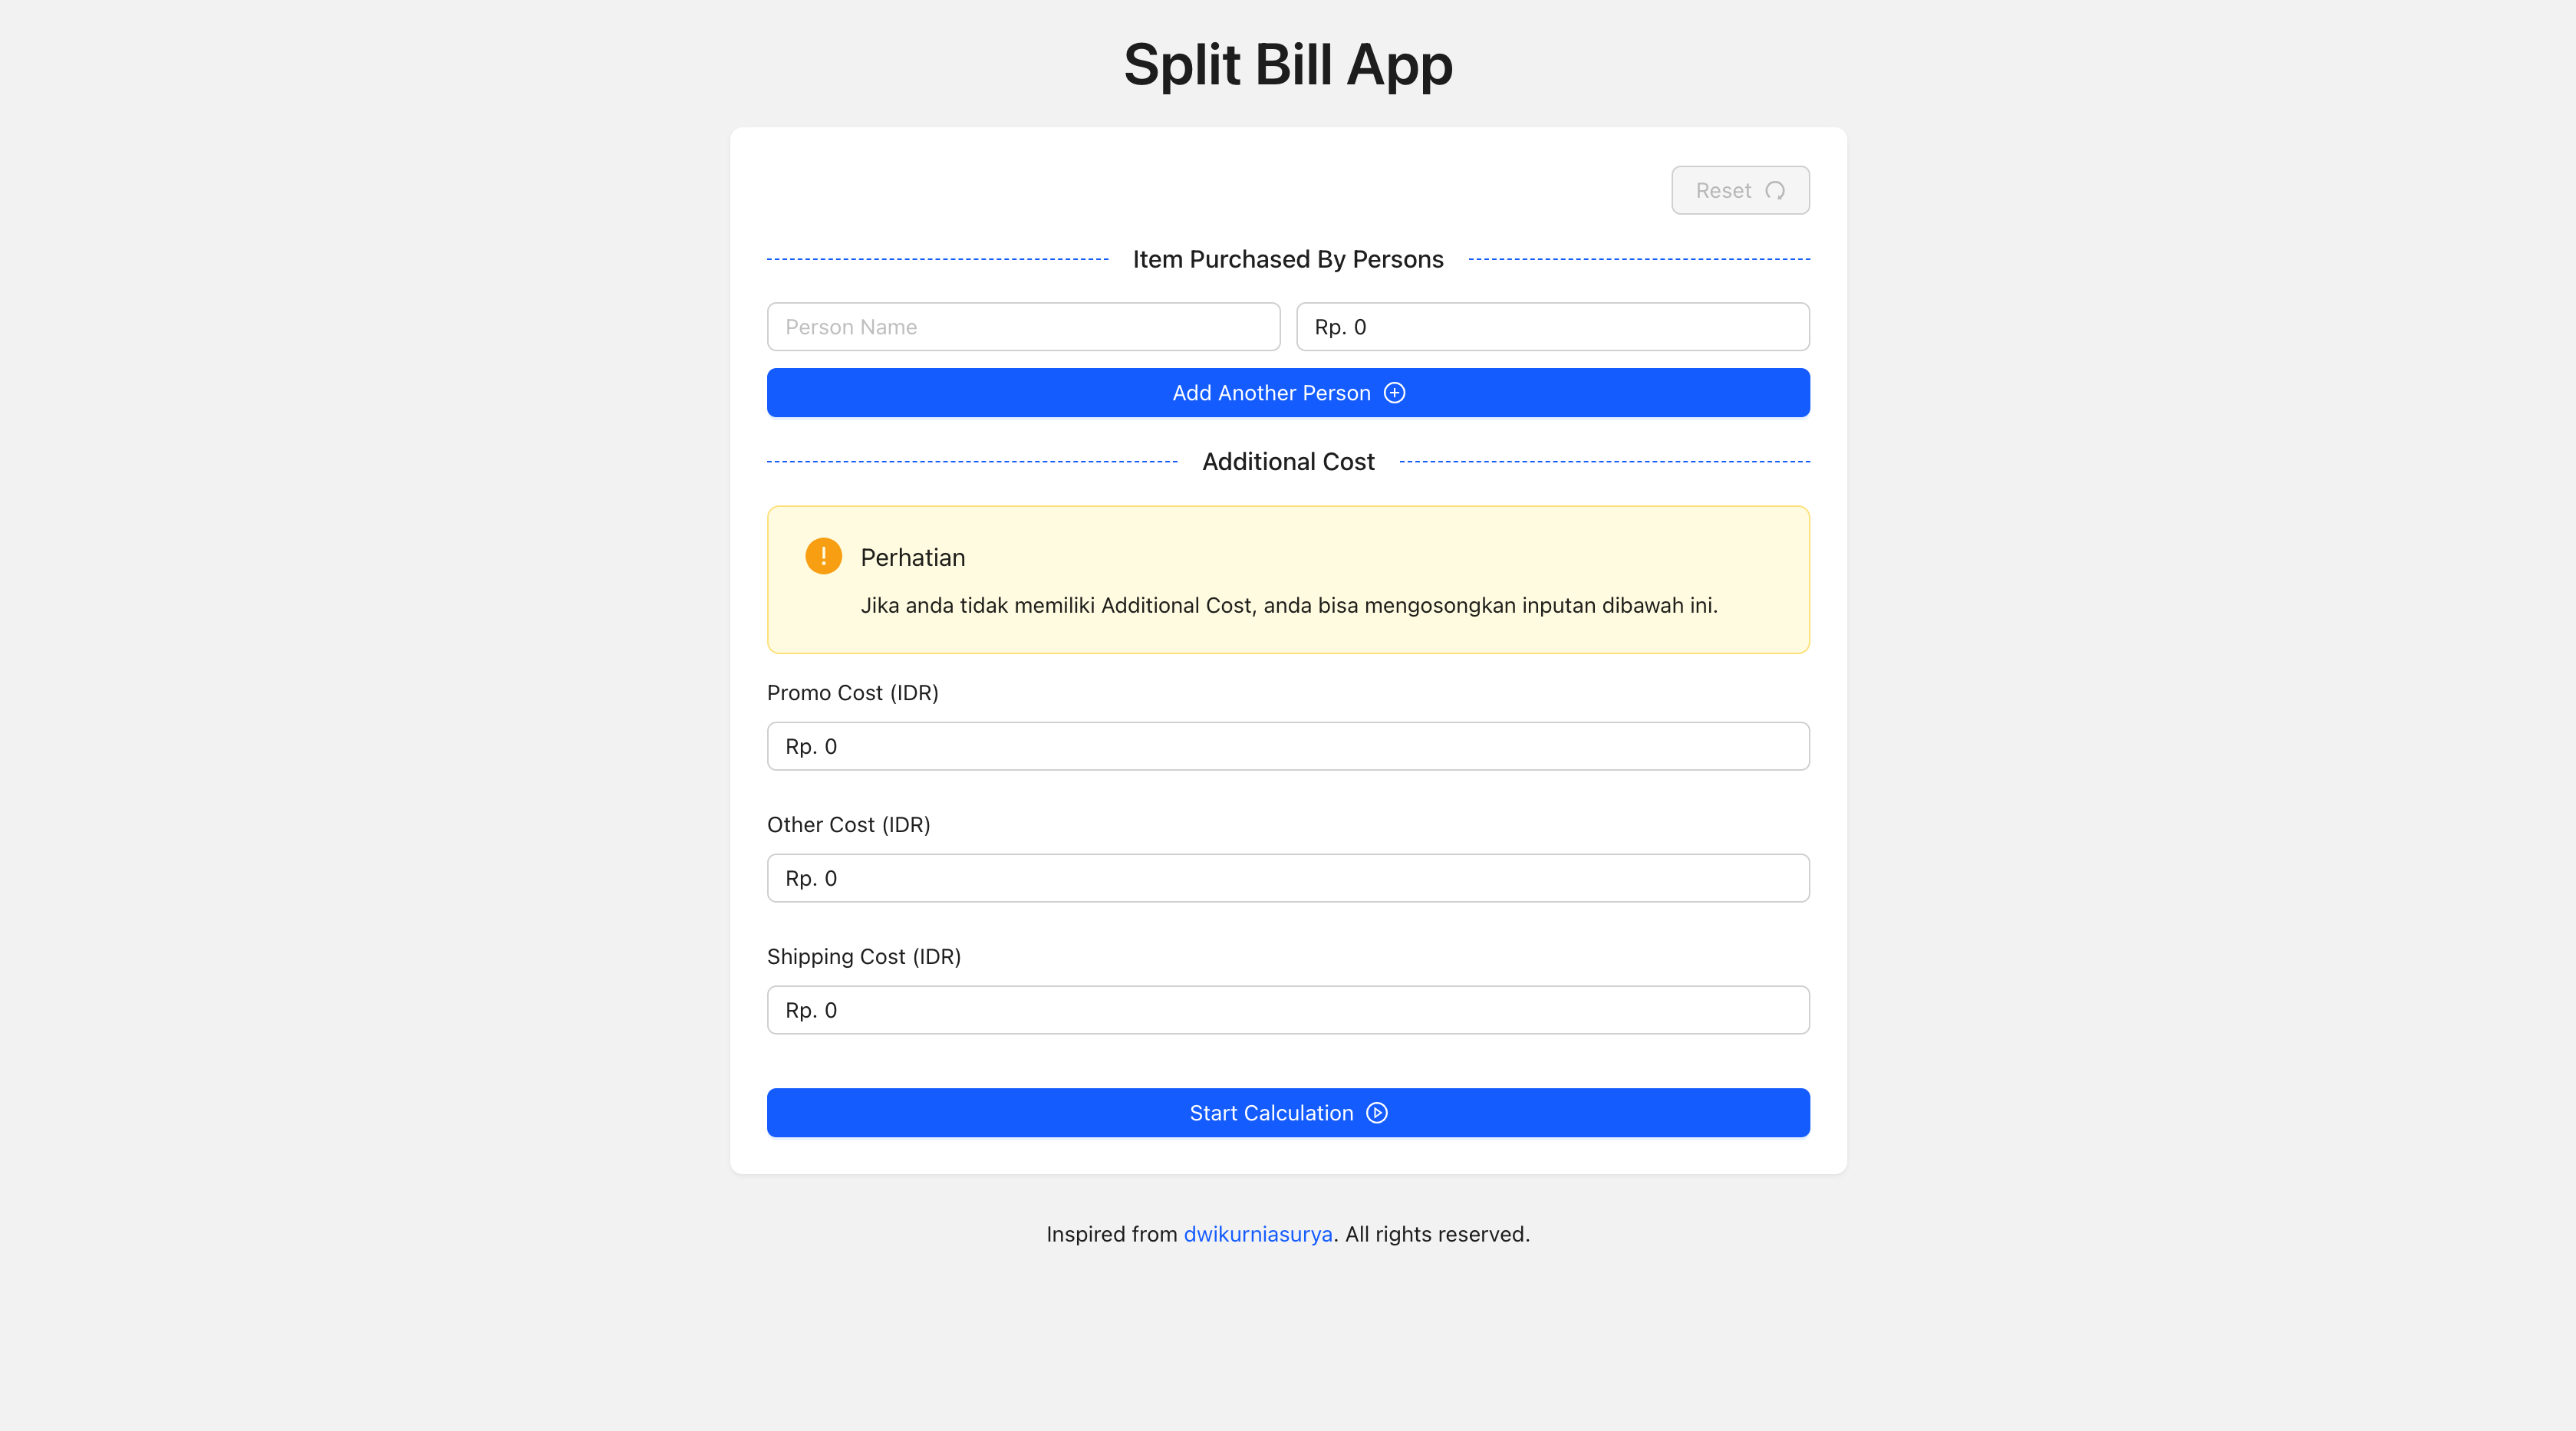 Split Bill App
Reset
Item Purchased By Persons
Person Name
Rp. 0
Add Another Person
Additional Cost
Perhatian
Jika anda tidak memiliki Additional Cost, anda bisa mengosongkan inputan dibawah ini.
Promo Cost (IDR)
Rp. 0
Other Cost (IDR)
Rp. 0
Shipping Cost (IDR)
Rp. 0
Start Calculation
Inspired from dwikurniasurya. All rights reserved.